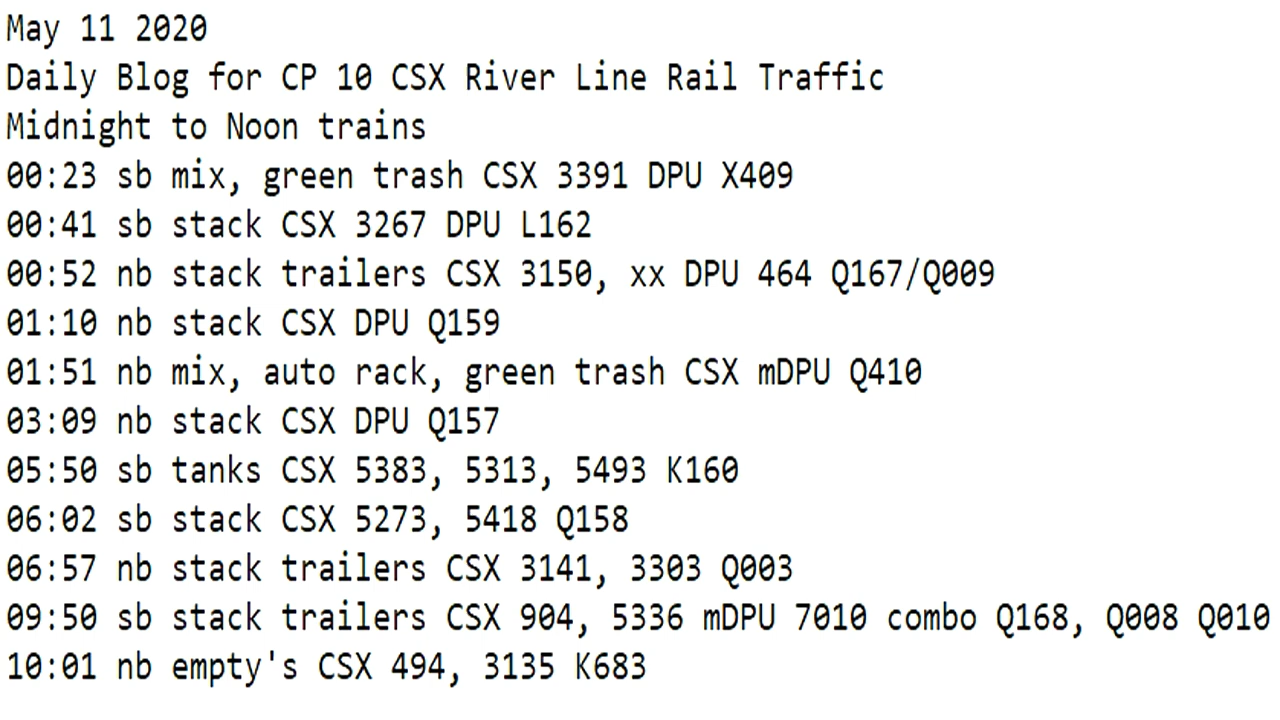 May 11 2020
Daily Blog for CP 10 CSX River Line Rail Traffic
Midnight to Noon trains
00:23 sb mix, green trash CSX 3391 DPU X409
00:41 sb stack CSX 3267 DPU L162
00:52 nb stack trailers CSX 3150, xx DPU 464 Q167/Q009
01:10 nb stack CSX DPU Q159
01:51 nb mix, auto rack, green trash CSX mDPU Q410
03:09 nb stack CSX DPU Q157
05:50 sb tanks CSX 5383, 5313, 5493 K160
06:02 sb stack CSX 5273, 5418 Q158
06:57 nb stack trailers CSX 3141, 3303 Q003
09:50 sb stack trailers CSX 904, 5336 mDPU 7010 combo Q168, Q008 Q010
10:01 nb empty's CSX 494, 3135 K683